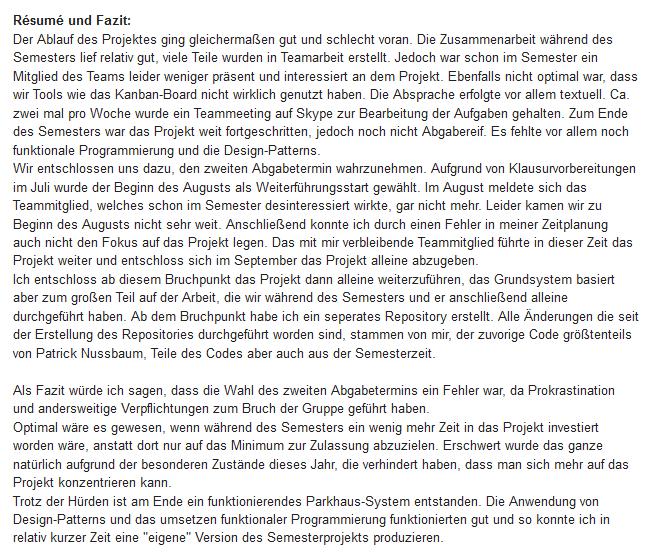 Résumé und Fazit:
Der Ablauf des Projektes ging gleichermaßen gut und schlecht voran. Die Zusammenarbeit während des
Semesters lief relativ gut, viele Teile wurden in Teamarbeit erstellt. Jedoch war schon im Semester ein
Mitglied des Teams leider weniger präsent und interessiert an dem Projekt. Ebenfalls nicht optimal war, dass
wir Tools wie das Kanban-Board nicht wirklich genutzt haben. Die Absprache erfolgte vor allem textuell. Ca.
zwei mal pro Woche wurde ein Teammeeting auf Skype zur Bearbeitung der Aufgaben gehalten. Zum Ende
des Semesters war das Projekt weit fortgeschritten, jedoch noch nicht Abgabereif. Es fehlte vor allem noch
funktionale Programmierung und die Design-Patterns.
Wir entschlossen uns dazu, den zweiten Abgabetermin wahrzunehmen. Aufgrund von Klausurvorbereitungen
im Juli wurde der Beginn des Augusts als Weiterführungsstart gewählt. Im August meldete sich das
Teammitglied, welches schon im Semester desinteressiert wirkte, gar nicht mehr. Leider kamen wir zu
Beginn des Augusts nicht sehr weit. Anschließend konnte ich durch einen Fehler in meiner Zeitplanung
auch nicht den Fokus auf das Projekt legen. Das mit mir verbleibende Teammitglied führte in dieser Zeit das
Projekt weiter und entschloss sich im September das Projekt alleine abzugeben.
Ich entschloss ab diesem Bruchpunkt das Projekt dann alleine weiterzuführen, das Grundsystem basiert
aber zum großen Teil auf der Arbeit, die wir während des Semesters und er anschließend alleine
durchgeführt haben. Ab dem Bruchpunkt habe ich ein seperates Repository erstellt. Alle Änderungen die seit
der Erstellung des Repositories durchgeführt worden sind, stammen von mir, der zuvorige Code größtenteils
von Patrick Nussbaum, Teile des Codes aber auch aus der Semesterzeit.
Als Fazit würde ich sagen, dass die Wahl des zweiten Abgabetermins ein Fehler war, da Prokrastination
und andersweitige Verpflichtungen zum Bruch der Gruppe geführt haben.
Optimal wäre es gewesen, wenn während des Semesters ein wenig mehr Zeit in das Projekt investiert
worden wäre, anstatt dort nur auf das Minimum zur Zulassung abzuzielen. Erschwert wurde das ganze
natürlich aufgrund der besonderen Zustände dieses Jahr, die verhindert haben, dass man sich mehr auf das
Projekt konzentrieren kann.
Trotz der Hürden ist am Ende ein funktionierendes Parkhaus-System entstanden. Die Anwendung von
Design-Patterns und das umsetzen funktionaler Programmierung funktionierten gut und so konnte ich in
relativ kurzer Zeit eine "eigene" Version des Semesterprojekts produzieren.